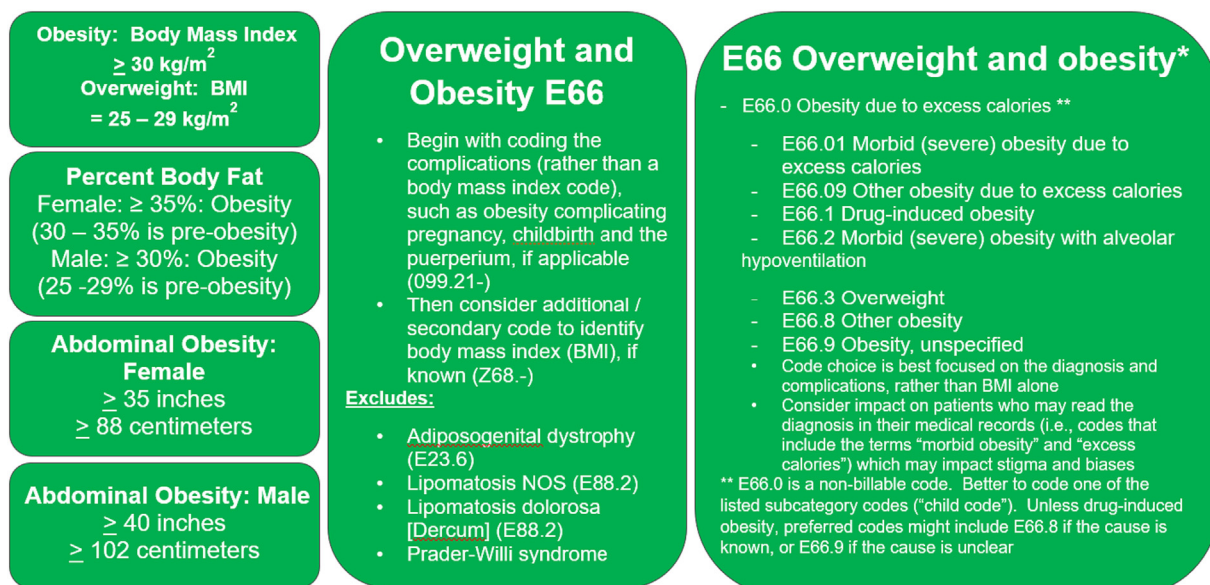 Obesity: Body Mass Index
≥ 30 kg/m²
Overweight: BMI
= 25 – 29 kg/m²
Percent Body Fat
Female: ≥ 35%: Obesity
(30 – 35% is pre-obesity)
Male: ≥ 30%: Obesity
(25 -29% is pre-obesity)
Abdominal Obesity:
Female
≥ 35 inches
≥ 88 centimeters
Abdominal Obesity: Male
≥ 40 inches
≥ 102 centimeters
Overweight and
Obesity E66
• Begin with coding the
complications (rather than a
body mass index code),
such as obesity complicating
pregnancy, childbirth and the
puerperium, if applicable
(099.21-)
• Then consider additional /
secondary code to identify
body mass index (BMI), if
known (Z68.-)
Excludes:
• Adiposogenital dystrophy
(E23.6)
• Lipomatosis NOS (E88.2)
• Lipomatosis dolorosa
[Dercum] (E88.2)
• Prader-Willi syndrome
E66 Overweight and obesity*
- E66.0 Obesity due to excess calories **
- E66.01 Morbid (severe) obesity due to
excess calories
- E66.09 Other obesity due to excess calories
- E66.1 Drug-induced obesity
- E66.2 Morbid (severe) obesity with alveolar
hypoventilation
- E66.3 Overweight
- E66.8 Other obesity
- E66.9 Obesity, unspecified
• Code choice is best focused on the diagnosis and
complications, rather than BMI alone
• Consider impact on patients who may read the
diagnosis in their medical records (i.e., codes that
include the terms “morbid obesity” and “excess
calories”) which may impact stigma and biases
** E66.0 is a non-billable code. Better to code one of the
listed subcategory codes (“child code”). Unless drug-induced
obesity, preferred codes might include E66.8 if the cause is
known, or E66.9 if the cause is unclear